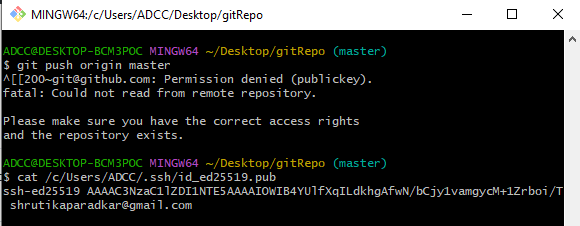 MINGW64:/c/Users/ADCC/Desktop/gitRepo
ADCC@DESKTOP-BCM3POC MINGW64 ~/Desktop/gitRepo (master)
$ git push origin master
^[[200~git@github.com: Permission denied (publickey).
fatal: Could not read from remote repository.
Please make sure you have the correct access rights
and the repository exists.
ADCC@DESKTOP-BCM3POC MINGW64 ~/Desktop/gitRepo (master)
$ cat /c/Users/ADCC/.ssh/id_ed25519.pub
ssh-ed25519 AAAAC3NzaC1lZDI1NTE5AAAAIOWIB4YUlfXqILdkhgAfwN/bCjy1vamgycM+1Zrboi/T
shrutikaparadkar@gmail.com